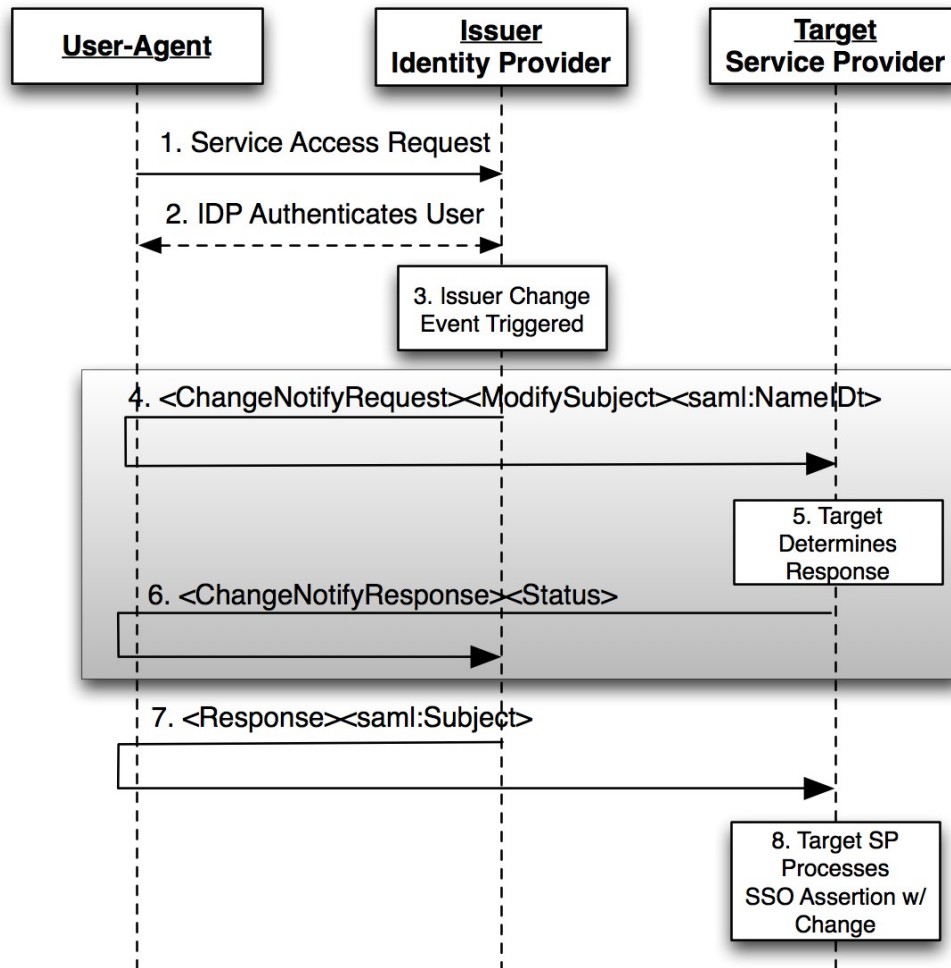 User-Agent
Issuer
Identity Provider
Target
Service Provider
1. Service Access Request
2. IDP Authenticates User
3. Issuer Change
Event Triggered
4. <ChangeNotifyRequest><ModifySubject><saml:NameIDt>
5. Target
Determines
Response
6. <ChangeNotifyResponse><Status>
7. <Response><saml:Subject>
8. Target SP
Processes
SSO Assertion w/
Change